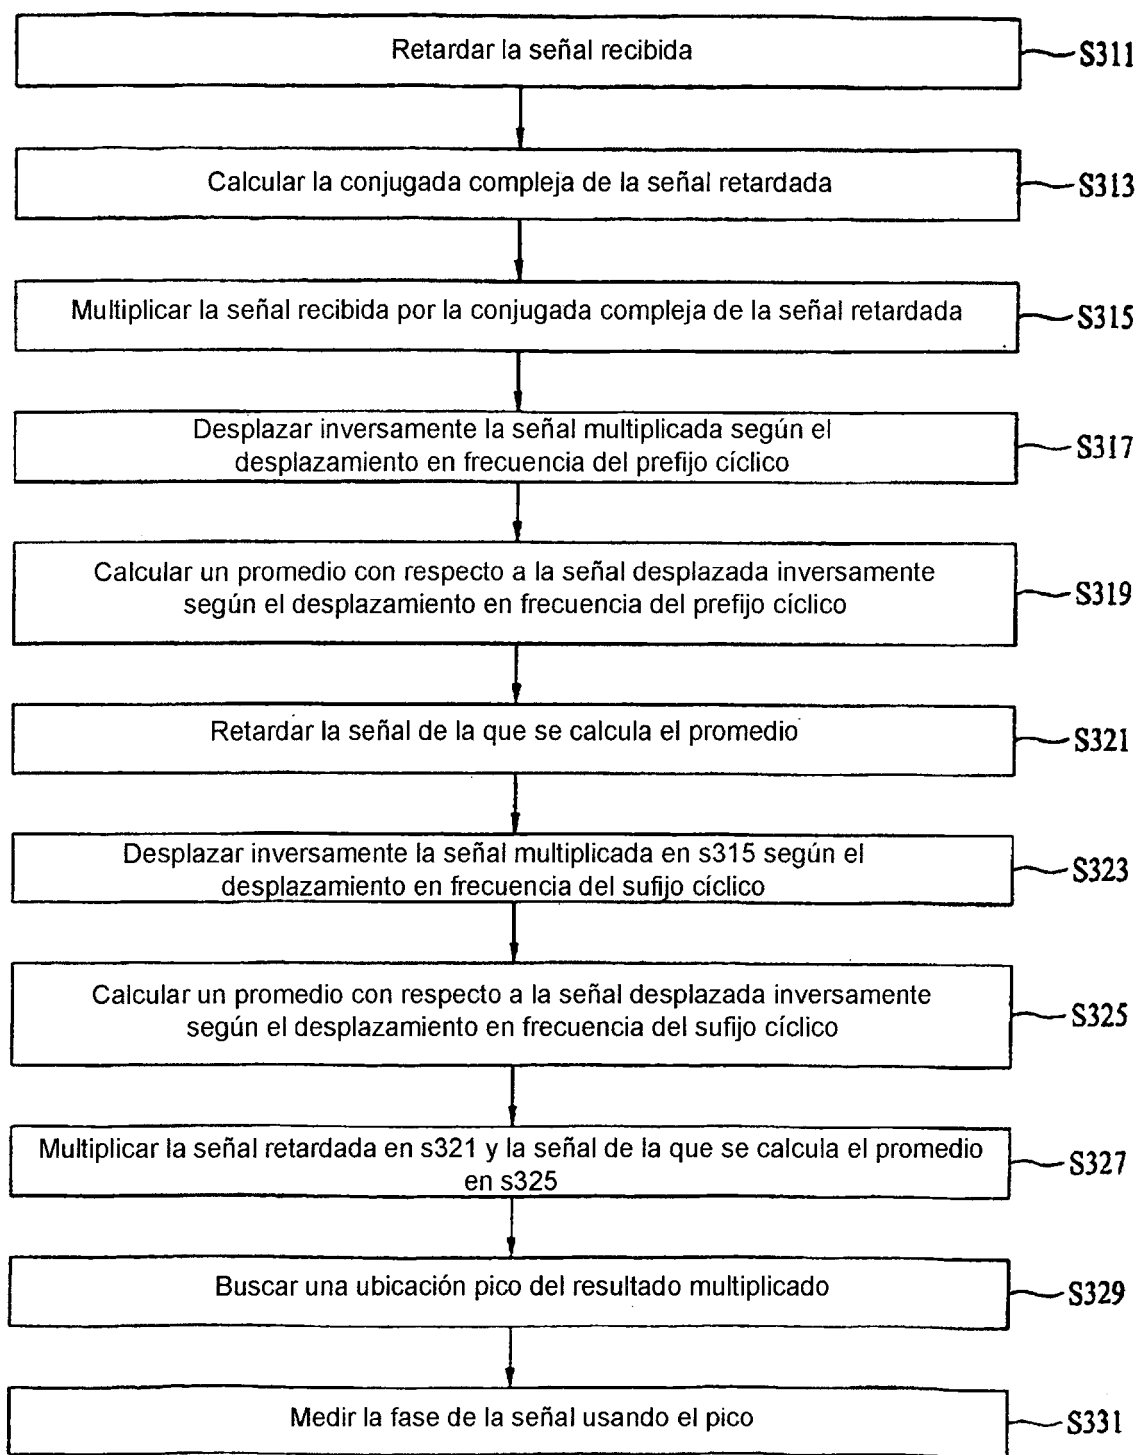 Retardar la señal recibida
S311
Calcular la conjugada compleja de la señal retardada
S313
Multiplicar la señal recibida por la conjugada compleja de la señal retardada
S315
Desplazar inversamente la señal multiplicada según el
desplazamiento en frecuencia del prefijo cíclico
S317
Calcular un promedio con respecto a la señal desplazada inversamente
según el desplazamiento en frecuencia del prefijo cíclico
S319
Retardar la señal de la que se calcula el promedio
S321
Desplazar inversamente la señal multiplicada en s315 según el
desplazamiento en frecuencia del sufijo cíclico
S323
Calcular un promedio con respecto a la señal desplazada inversamente
según el desplazamiento en frecuencia del sufijo cíclico
S325
Multiplicar la señal retardada en s321 y la señal de la que se calcula el promedio
en s325
S327
Buscar una ubicación pico del resultado multiplicado
S329
Medir la fase de la señal usando el pico
S331